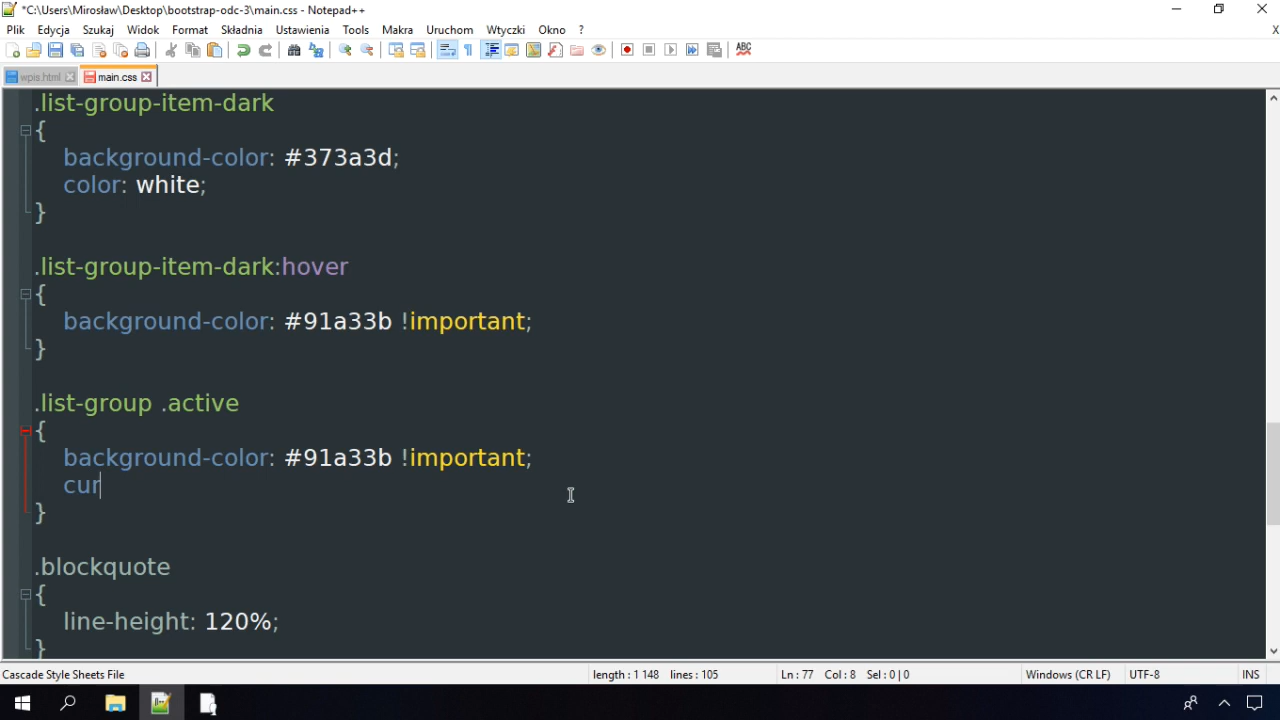 *C:\Users\Mirosław\Desktop\bootstrap-odc-3\main.css - Notepad++
Plik Edycja Szukaj Widok Format Składnia Ustawienia Tools Makra Uruchom Wtyczki Okno ? X
ABC
wpis.html main.css
.list-group-item-dark
{
background-color: #373a3d;
color: white;
}
.list-group-item-dark:hover
{
background-color: #91a33b !important;
}
.list-group .active
{
background-color: #91a33b !important;
cur
}
.blockquote
{
line-height: 120%;
}
Cascade Style Sheets File length : 1 148 lines : 105 Ln : 77 Col : 8 Sel : 0 | 0 Windows (CR LF) UTF-8 INS